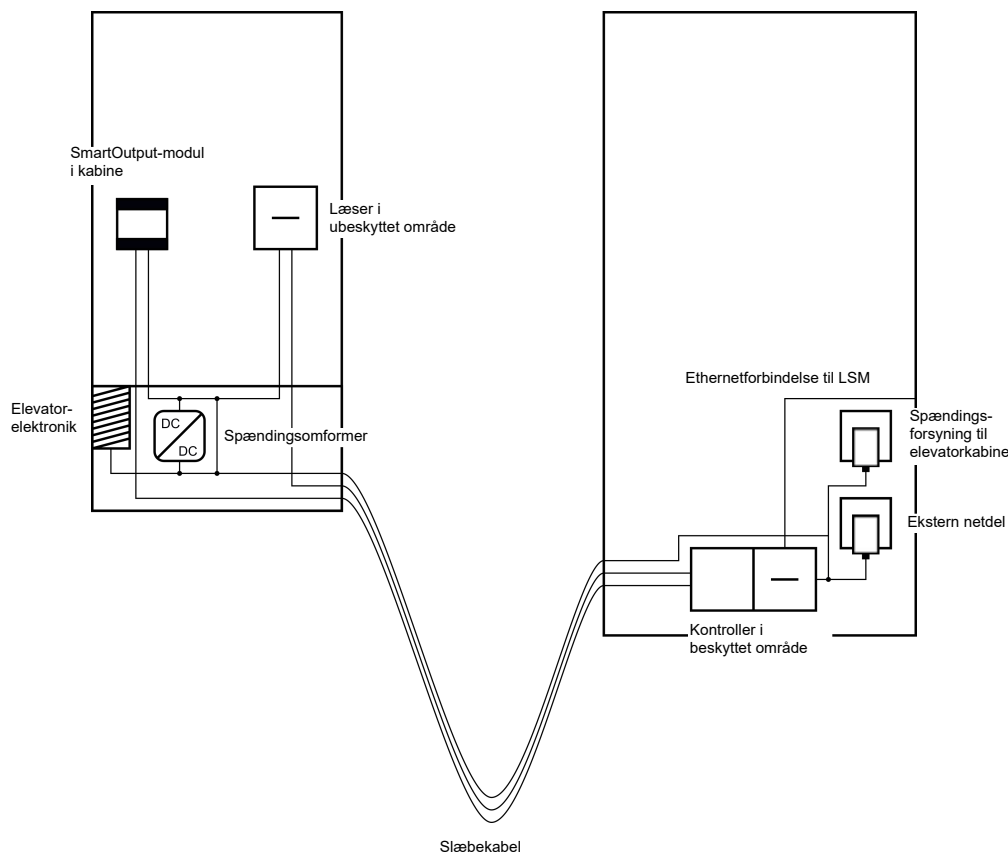 SmartOutput-modul
i kabine
Læser i
ubeskyttet område
Elevator-
elektronik
DC
DC
Spændingsomformer
Ethernetforbindelse til LSM
Spændings-
forsyning til
elevatorkabine
Ekstern netdel
Kontroller i
beskyttet område
Slæbekabel